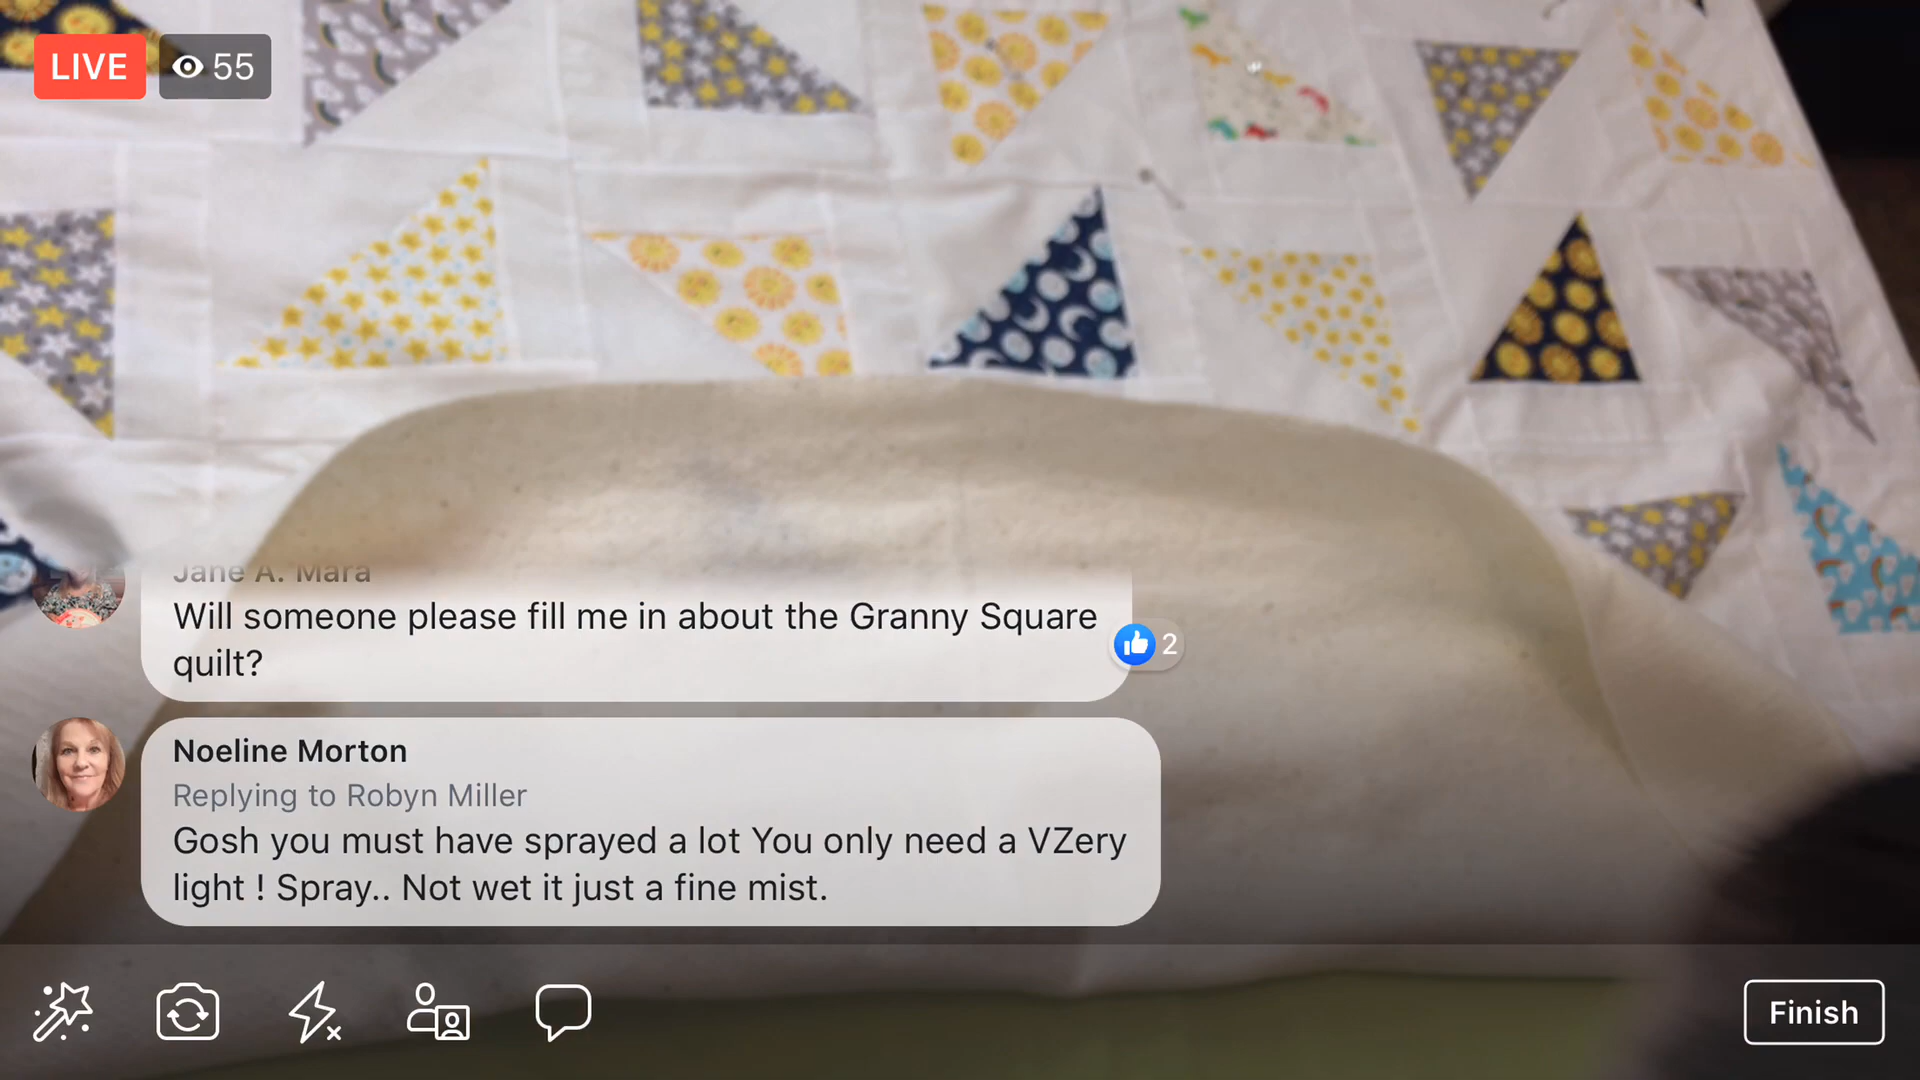 LIVE 55
Jane A. Mara
Will someone please fill me in about the Granny Square
quilt?
2
Noeline Morton
Replying to Robyn Miller
Gosh you must have sprayed a lot You only need a VZery
light ! Spray.. Not wet it just a fine mist.
Finish